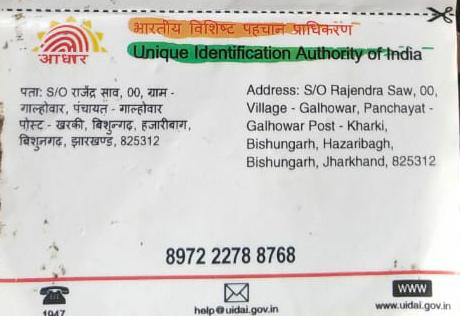 भारतीय विशिष्ट पहचान प्राधिकरण
Unique Identification Authority of India
आधार
पता: S/O राजेंद्र साव, 00, ग्राम -
गाल्होवार, पंचायत - गाल्होवार
पोस्ट - खरकी, बिशुनगढ़, हजारीबाग,
बिशुनगढ़, झारखण्ड, 825312
Address: S/O Rajendra Saw, 00,
Village - Galhowar, Panchayat -
Galhowar Post - Kharki,
Bishungarh, Hazaribagh,
Bishungarh, Jharkhand, 825312
8972 2278 8768
1947
help@uidai.gov.in
WWW
www.uidai.gov.in